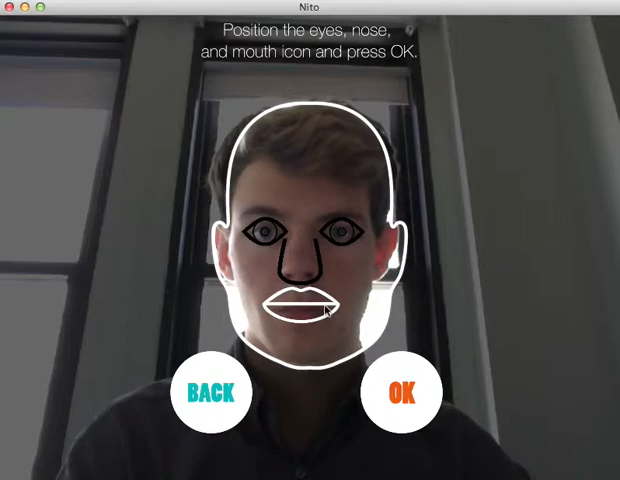 Nito
Position the eyes, nose,
and mouth icon and press OK.
BACK
OK